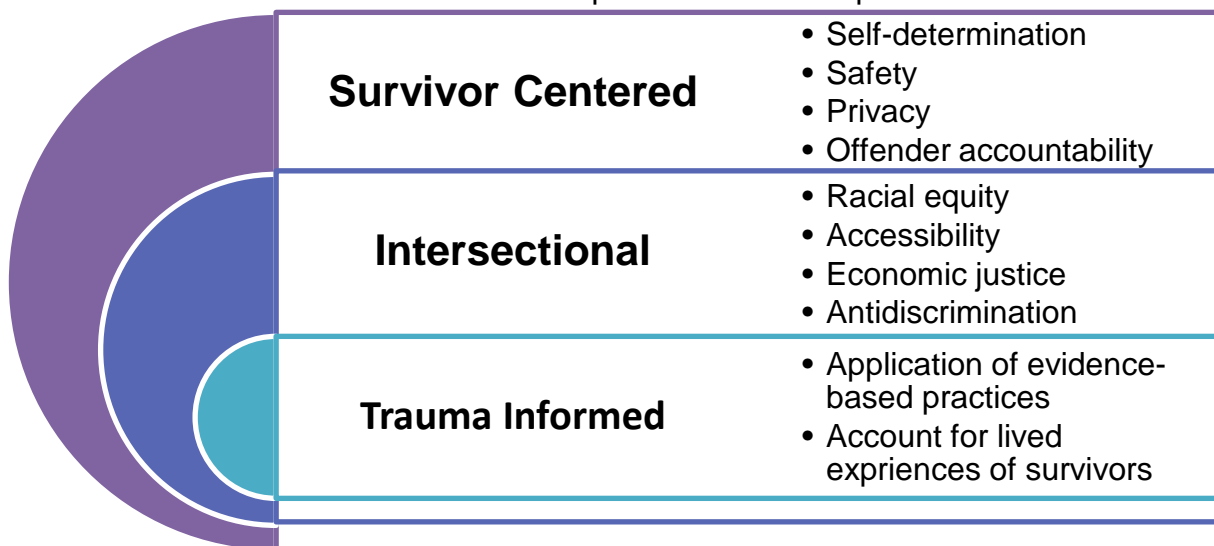 Survivor Centered
• Self-determination
• Safety
• Privacy
• Offender accountability
Intersectional
• Racial equity
• Accessibility
• Economic justice
• Antidiscrimination
Trauma Informed
• Application of evidence-
based practices
• Account for lived
expriences of survivors